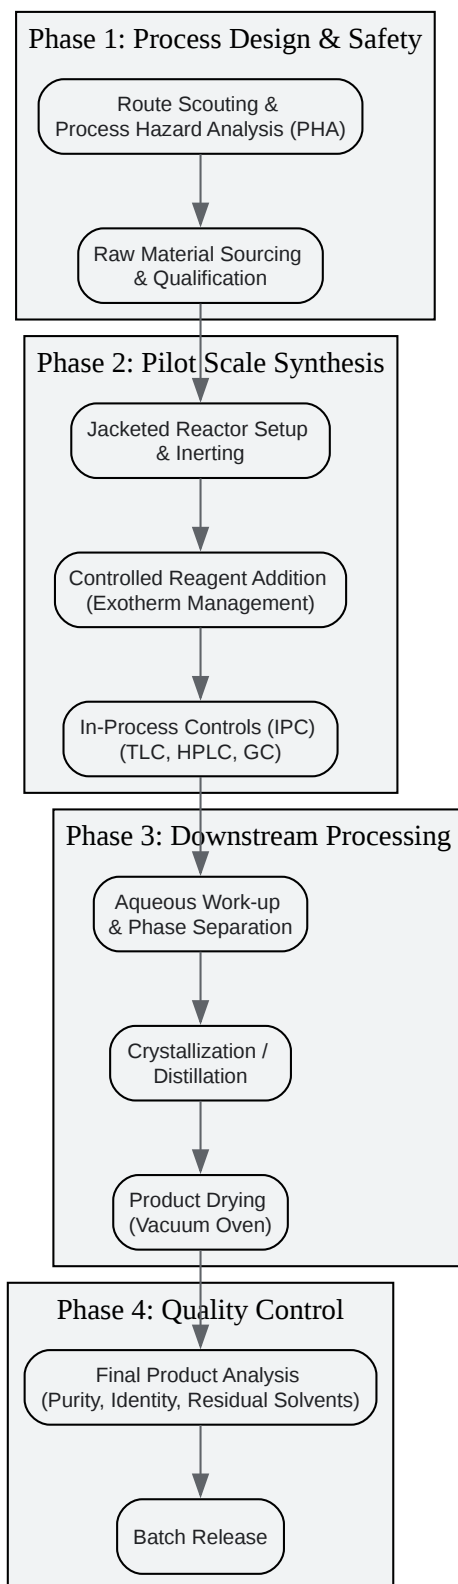 Phase 1: Process Design & Safety
Route Scouting &
Process Hazard Analysis (PHA)
Raw Material Sourcing
& Qualification
Phase 2: Pilot Scale Synthesis
Jacketed Reactor Setup
& Inerting
Controlled Reagent Addition
(Exotherm Management)
In-Process Controls (IPC)
(TLC, HPLC, GC)
Phase 3: Downstream Processing
Aqueous Work-up
& Phase Separation
Crystallization /
Distillation
Product Drying
(Vacuum Oven)
Phase 4: Quality Control
Final Product Analysis
(Purity, Identity, Residual Solvents)
Batch Release